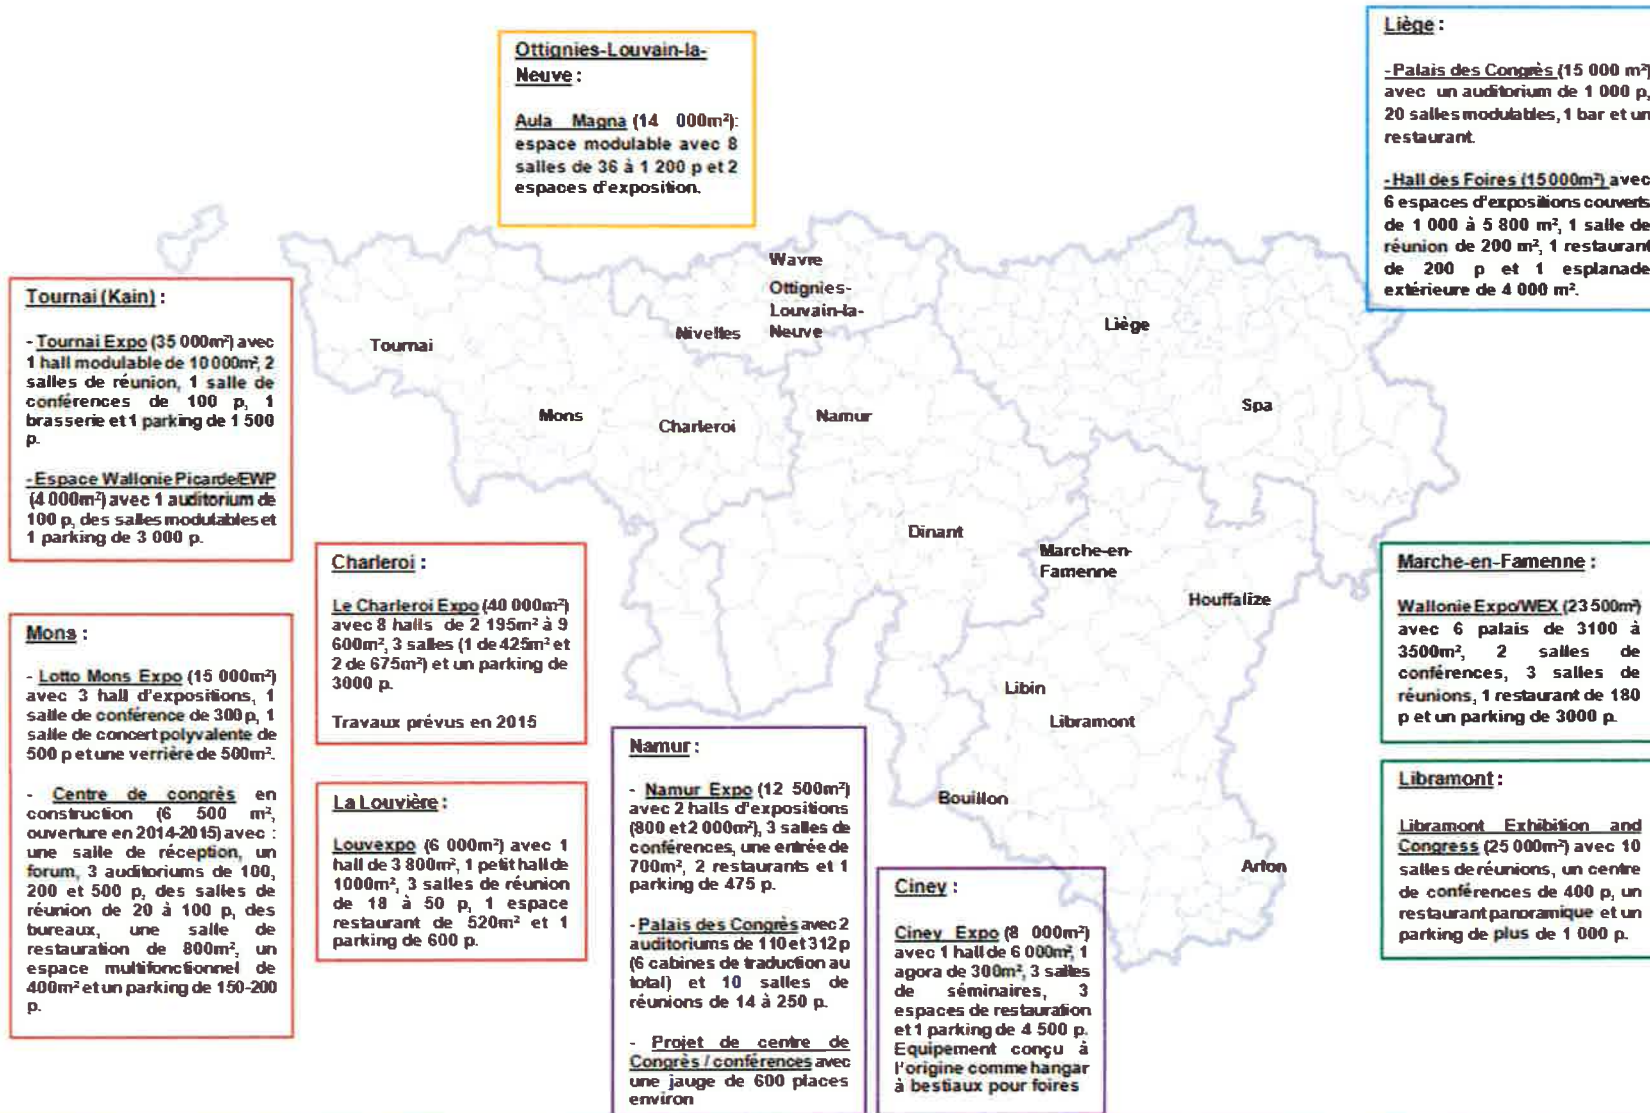 Ottignies-Louvain-la-
Neuve :
Aula Magna (14 000m²):
espace modulable avec 8
salles de 36 à 1 200 p et 2
espaces d'exposition.
Liège :
-Palais des Congrès (15 000 m²)
avec un auditorium de 1 000 p,
20 salles modulables, 1 bar et un
restaurant.
-Hall des Foires (15000m²) avec
6 espaces d'expositions couverts
de 1 000 à 5 800 m², 1 salle de
réunion de 200 m², 1 restaurant
de 200 p et 1 esplanade
extérieure de 4 000 m².
Tournai (Kain) :
- Tournai Expo (35 000m²) avec
1 hall modulable de 10000m², 2
salles de réunion, 1 salle de
conférences de 100 p, 1
brasserie et 1 parking de 1 500
p.
-Espace Wallonie Picarde/EWP
(4 000m²) avec 1 auditorium de
100 p, des salles modulables et
1 parking de 3 000 p.
Wavre
Ottignies-
Louvain-la-
Neuve
Nivelles
Tournai
Liège
Mons
Charleroi
Namur
Spa
Dinant
Marche-en-
Famenne
Houffalize
Libin
Libramont
Bouillon
Arlon
Mons :
- Lotto Mons Expo (15 000m²)
avec 3 hall d'expositions, 1
salle de conférence de 300 p, 1
salle de concert polyvalente de
500 p et une verrière de 500m².
- Centre de congrès en
construction (6 500 m²,
ouverture en 2014-2015) avec :
une salle de réception, un
forum, 3 auditoriums de 100,
200 et 500 p, des salles de
réunion de 20 à 100 p, des
bureaux, une salle de
restauration de 800m², un
espace multifonctionnel de
400m² et un parking de 150-200
p.
Charleroi :
Le Charleroi Expo (40 000m²)
avec 8 halls de 2 195m² à 9
600m², 3 salles (1 de 425m² et
2 de 675m²) et un parking de
3000 p.
Travaux prévus en 2015
La Louvière :
Louvexpo (6 000m²) avec 1
hall de 3 800m², 1 petit hall de
1000m², 3 salles de réunion
de 18 à 50 p, 1 espace
restaurant de 520m² et 1
parking de 600 p.
Namur :
- Namur Expo (12 500m²)
avec 2 halls d'expositions
(800 et 2 000m²), 3 salles de
conférences, une entrée de
700m², 2 restaurants et 1
parking de 475 p.
-Palais des Congrès avec 2
auditoriums de 110 et 312 p
(6 cabines de traduction au
total) et 10 salles de
réunions de 14 à 250 p.
- Projet de centre de
Congrès / conférences avec
une jauge de 600 places
environ
Ciney :
Ciney Expo (8 000m²)
avec 1 hall de 6 000m², 1
agora de 300m², 3 salles
de séminaires, 3
espaces de restauration
et 1 parking de 4 500 p.
Equipement conçu à
l'origine comme hangar
à bestiaux pour foires
Marche-en-Famenne :
Wallonie Expo/WEX (23 500m²)
avec 6 palais de 3100 à
3500m², 2 salles de
conférences, 3 salles de
réunions, 1 restaurant de 180
p et un parking de 3000 p.
Libramont :
Libramont Exhibition and
Congress (25 000m²) avec 10
salles de réunions, un centre
de conférences de 400 p, un
restaurant panoramique et un
parking de plus de 1 000 p.